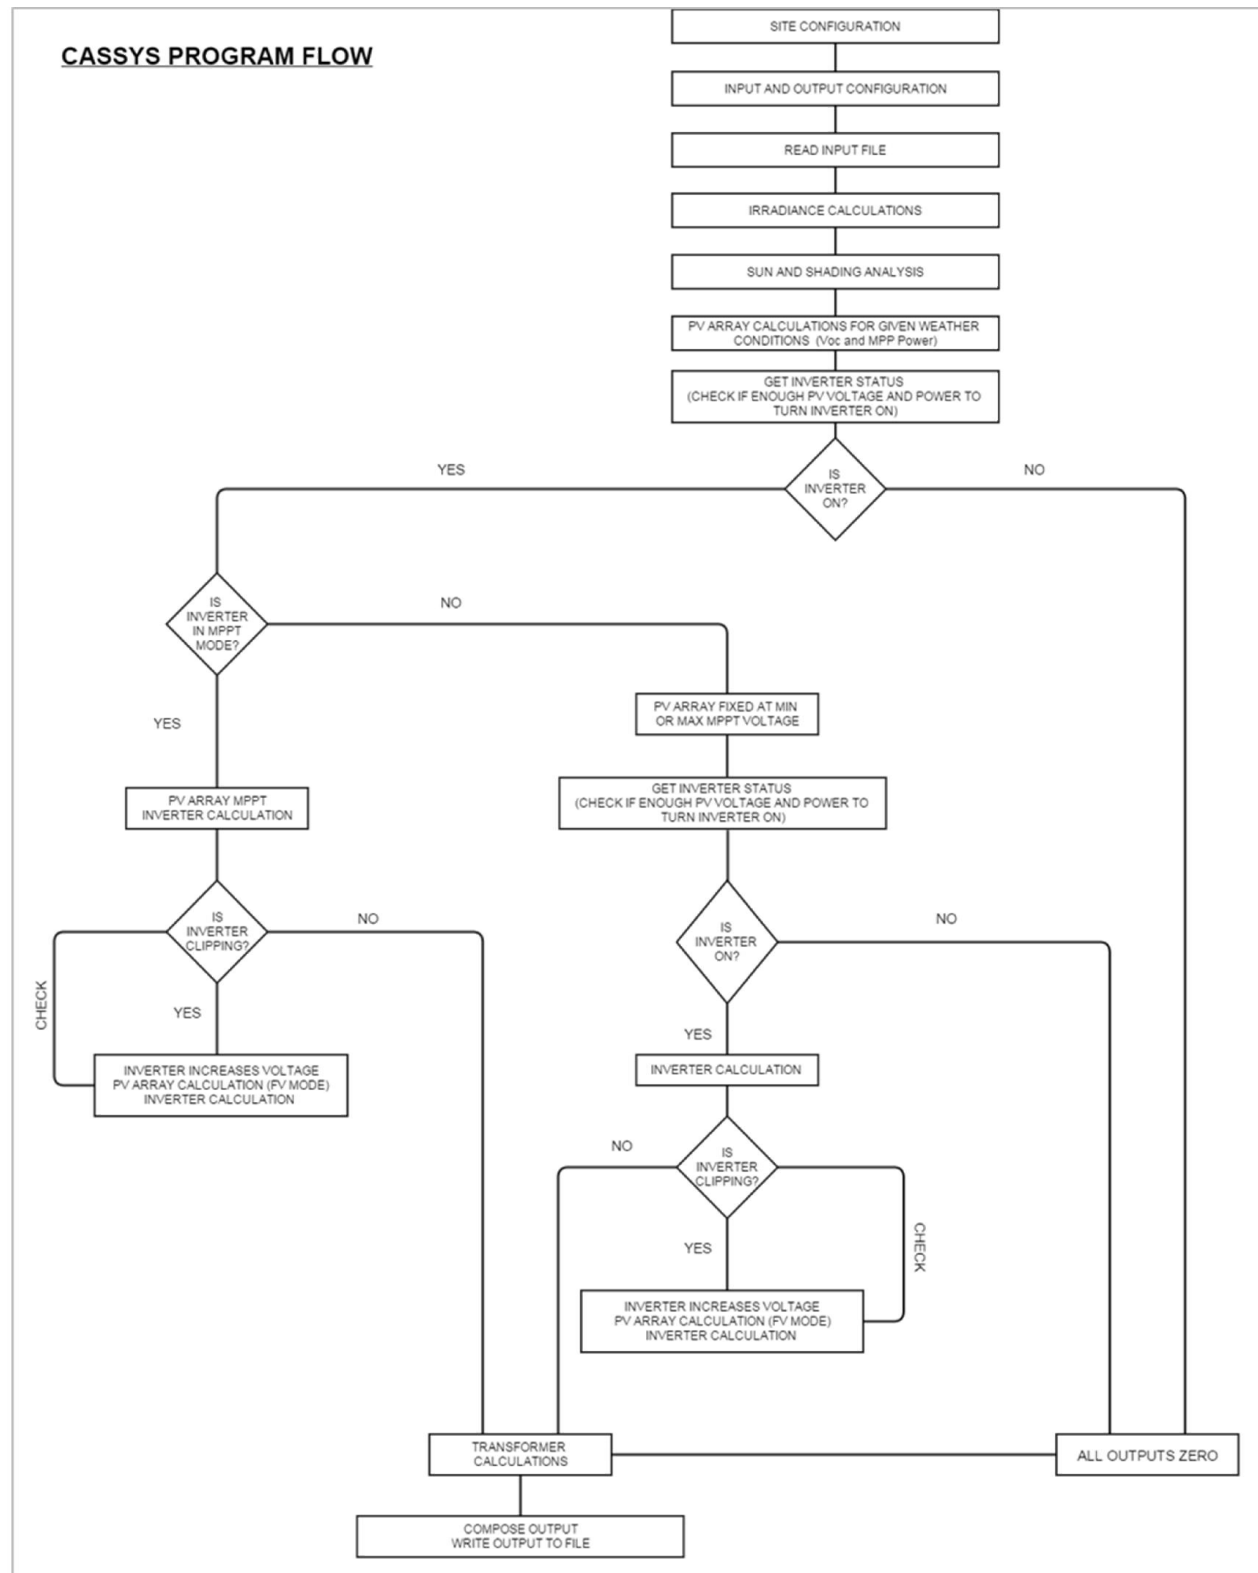 CASSYS PROGRAM FLOW
SITE CONFIGURATION
INPUT AND OUTPUT CONFIGURATION
READ INPUT FILE
IRRADIANCE CALCULATIONS
SUN AND SHADING ANALYSIS
PV ARRAY CALCULATIONS FOR GIVEN WEATHER
CONDITIONS (Voc and MPP Power)
GET INVERTER STATUS
(CHECK IF ENOUGH PV VOLTAGE AND POWER TO
TURN INVERTER ON)
YES
IS
INVERTER
ON?
NO
IS
INVERTER
IN MPPT
MODE?
NO
YES
PV ARRAY FIXED AT MIN
OR MAX MPPT VOLTAGE
PV ARRAY MPPT
INVERTER CALCULATION
GET INVERTER STATUS
(CHECK IF ENOUGH PV VOLTAGE AND POWER TO
TURN INVERTER ON)
IS
INVERTER
CLIPPING?
NO
IS
INVERTER
ON?
NO
CHECK
YES
YES
INVERTER INCREASES VOLTAGE
PV ARRAY CALCULATION (FV MODE)
INVERTER CALCULATION
INVERTER CALCULATION
NO
IS
INVERTER
CLIPPING?
YES
CHECK
INVERTER INCREASES VOLTAGE
PV ARRAY CALCULATION (FV MODE)
INVERTER CALCULATION
TRANSFORMER
CALCULATIONS
ALL OUTPUTS ZERO
COMPOSE OUTPUT
WRITE OUTPUT TO FILE